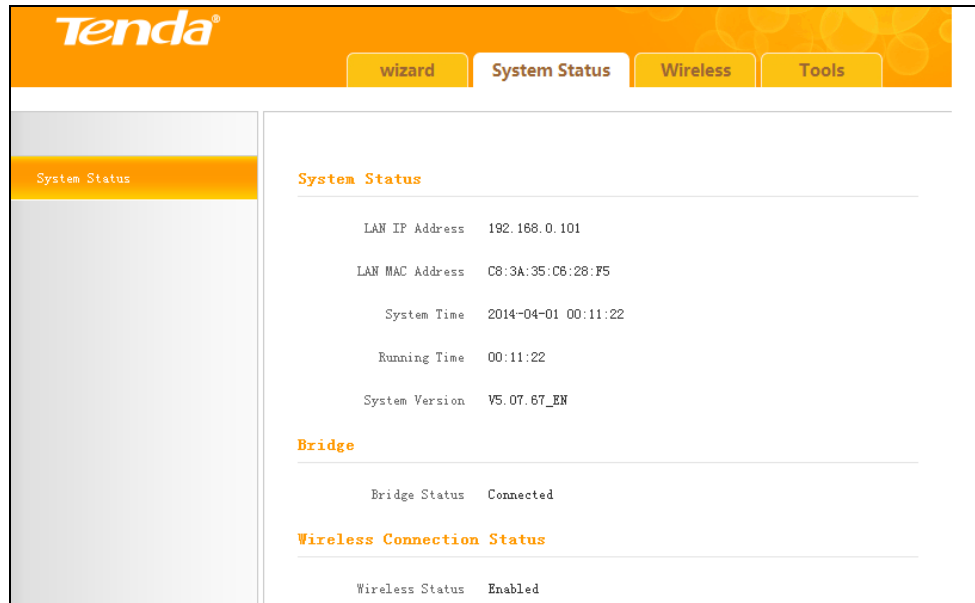 Tenda®
wizard System Status Wireless Tools
System Status
System Status
LAN IP Address 192.168.0.101
LAN MAC Address C8:3A:35:C6:28:F5
System Time 2014-04-01 00:11:22
Running Time 00:11:22
System Version V5.07.67_EN
Bridge
Bridge Status Connected
Wireless Connection Status
Wireless Status Enabled